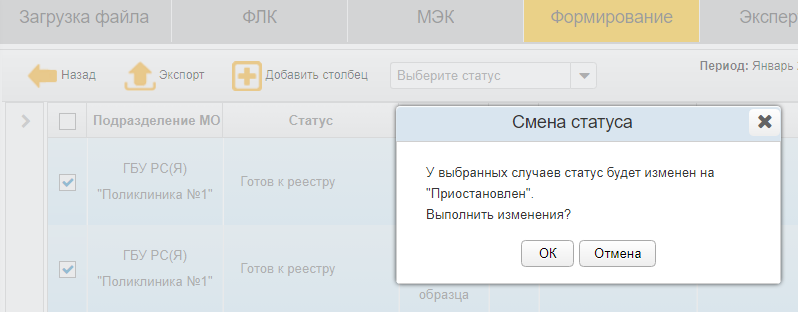 Загрузка файла
ФЛК
МЭК
Формирование
Экспер
Назад
Экспорт
Добавить столбец
Выберите статус
Период: Январь
Подразделение МО
Статус
Смена статуса
У выбранных случаев статус будет изменен на
"Приостановлен".
Выполнить изменения?
ОК
Отмена
ГБУ РС(Я)
"Поликлиника №1"
Готов к реестру
ГБУ РС(Я)
"Поликлиника №1"
Готов к реестру
образца